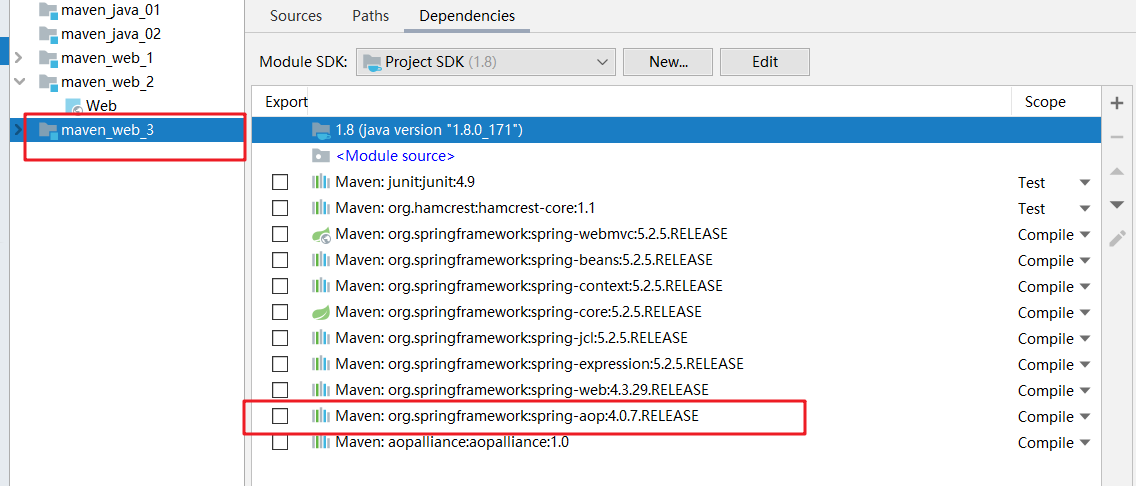 maven_java_01
maven_java_02
maven_web_1
maven_web_2
Web
maven_web_3
Sources Paths Dependencies
Module SDK: Project SDK (1.8) New... Edit
Export Scope
1.8 (java version "1.8.0_171")
<Module source>
Maven: junit:junit:4.9 Test
Maven: org.hamcrest:hamcrest-core:1.1 Test
Maven: org.springframework:spring-webmvc:5.2.5.RELEASE Compile
Maven: org.springframework:spring-beans:5.2.5.RELEASE Compile
Maven: org.springframework:spring-context:5.2.5.RELEASE Compile
Maven: org.springframework:spring-core:5.2.5.RELEASE Compile
Maven: org.springframework:spring-jcl:5.2.5.RELEASE Compile
Maven: org.springframework:spring-expression:5.2.5.RELEASE Compile
Maven: org.springframework:spring-web:4.3.29.RELEASE Compile
Maven: org.springframework:spring-aop:4.0.7.RELEASE Compile
Maven: aopalliance:aopalliance:1.0 Compile